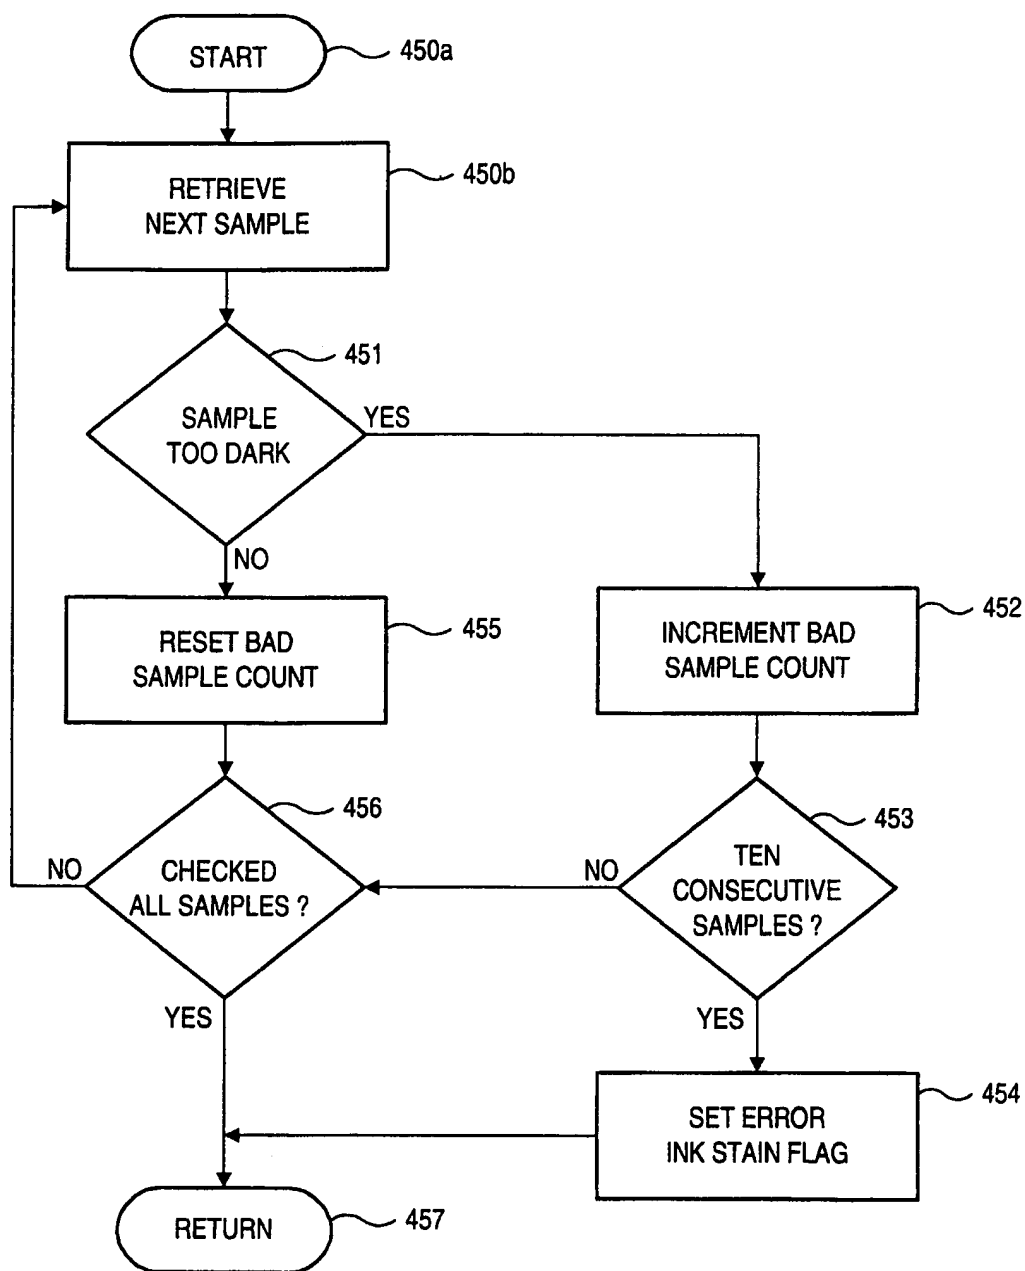 START
450a
RETRIEVE
NEXT SAMPLE
450b
451
SAMPLE
TOO DARK
YES
NO
RESET BAD
SAMPLE COUNT
455
INCREMENT BAD
SAMPLE COUNT
452
456
CHECKED
ALL SAMPLES ?
NO
YES
453
TEN
CONSECUTIVE
SAMPLES ?
NO
YES
SET ERROR
INK STAIN FLAG
454
RETURN
457